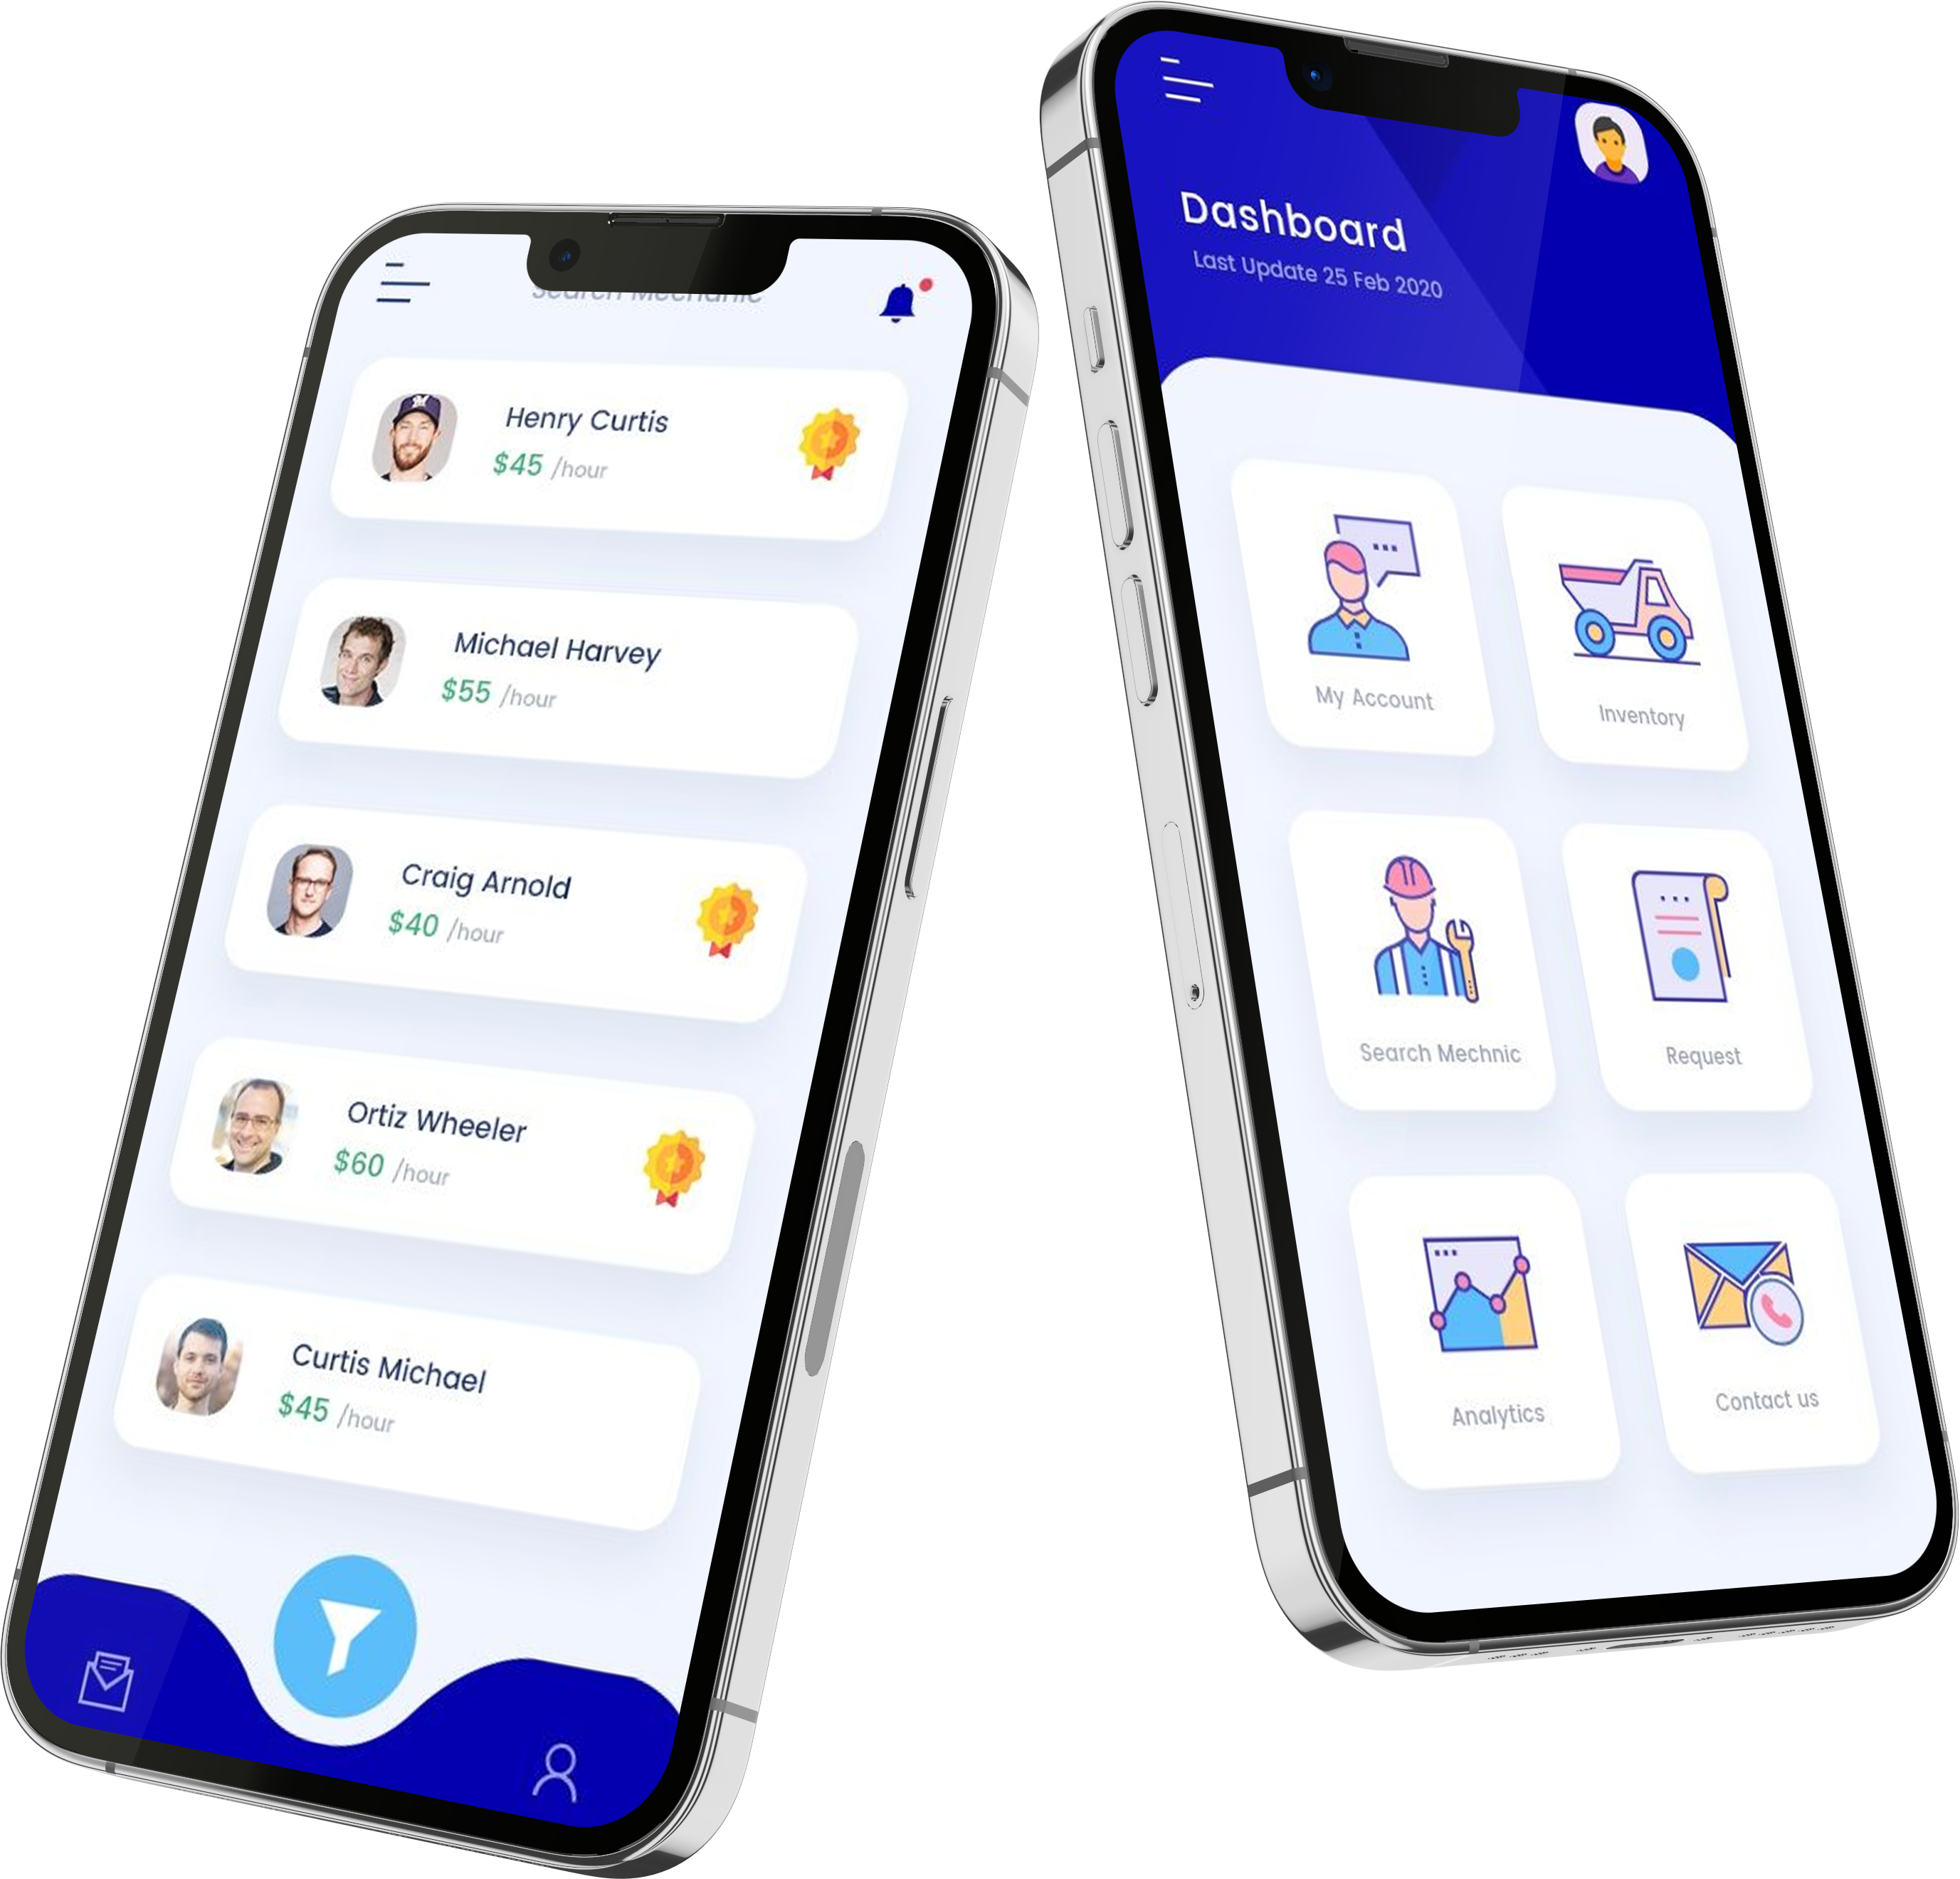 Search Mechanic
Henry Curtis
$45 /hour
Michael Harvey
$55 /hour
Craig Arnold
$40 /hour
Ortiz Wheeler
$60 /hour
Curtis Michael
$45 /hour
Dashboard
Last Update 25 Feb 2020
My Account
Inventory
Search Mechnic
Request
Analytics
Contact us